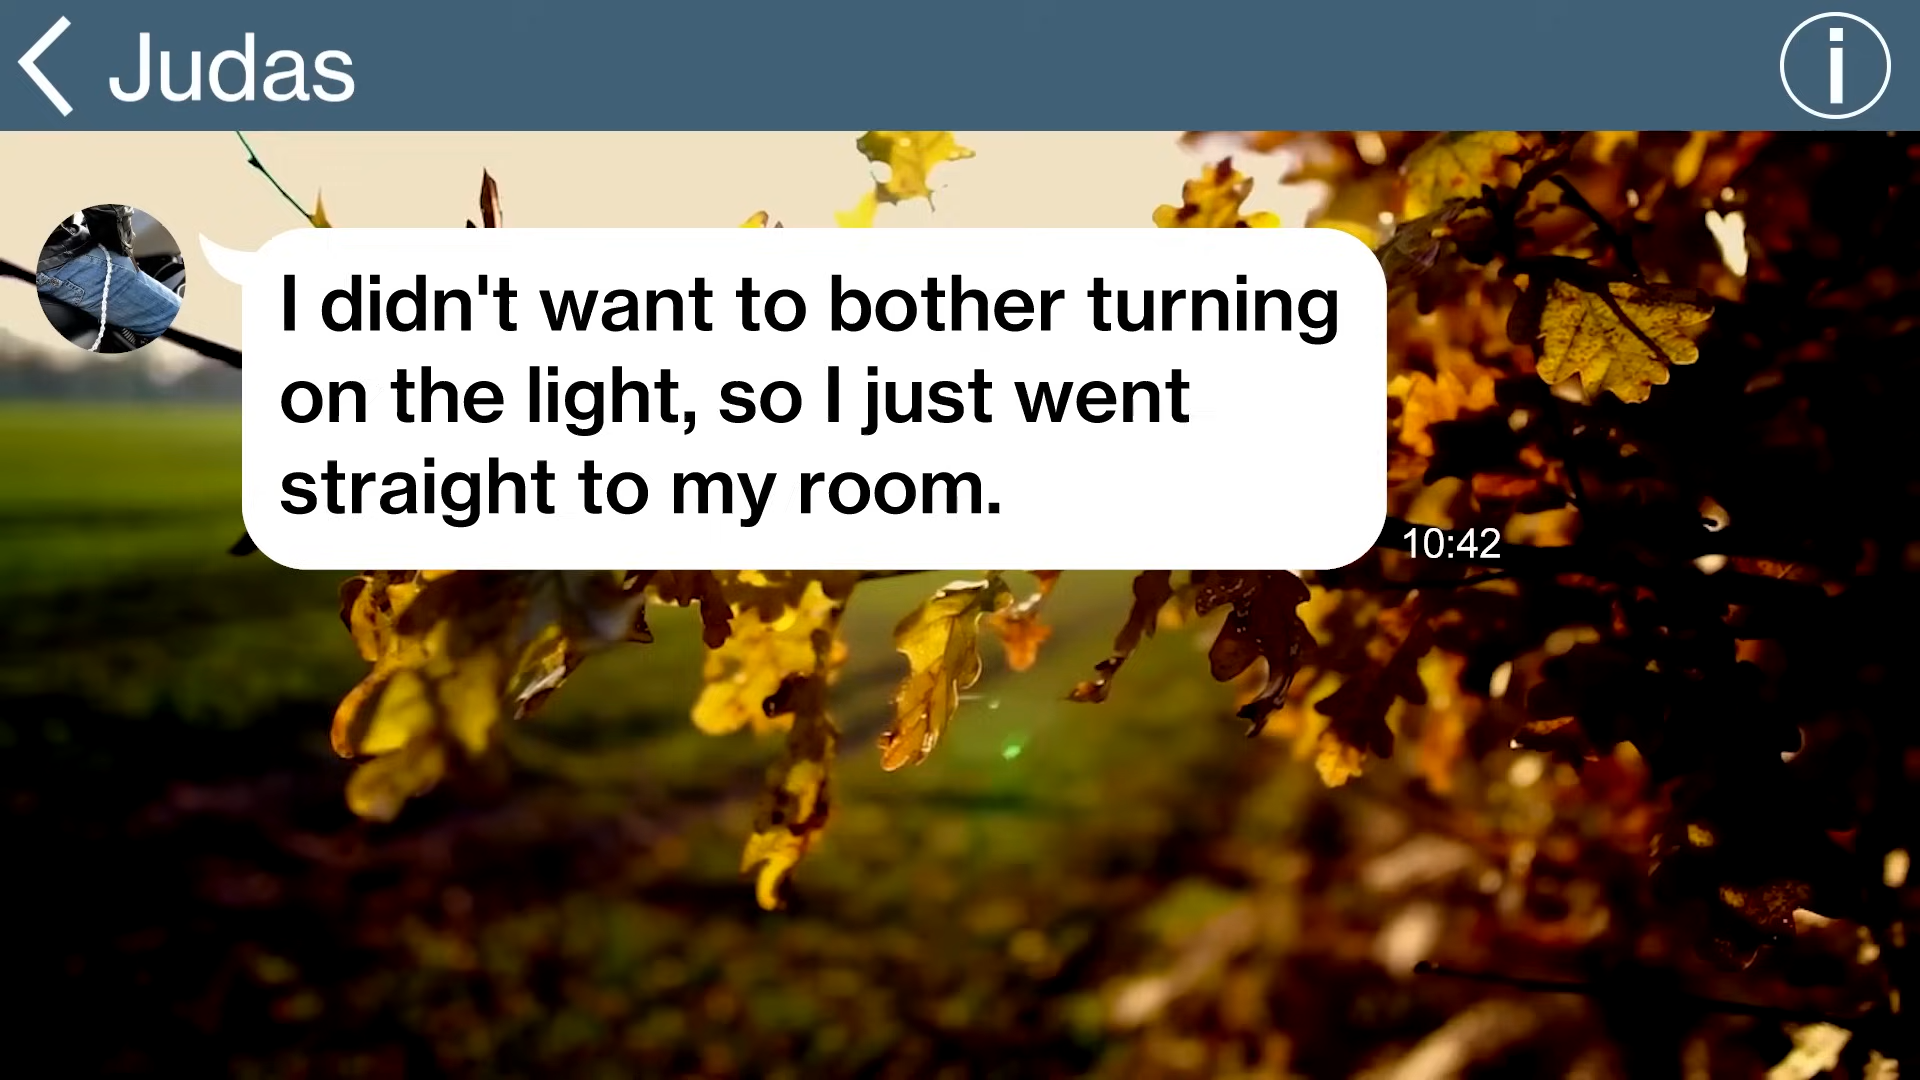 Judas
I didn't want to bother turning
on the light, so I just went
straight to my room.
10:42